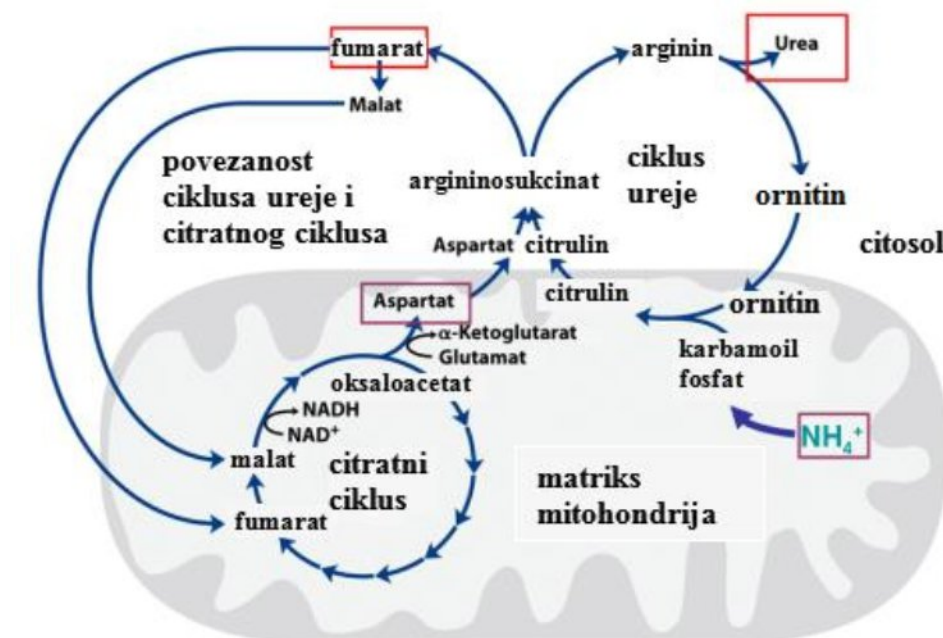 fumarat
Malat
arginin
Urea
povezanost
ciklusa ureje i
citratnog ciklusa
argininosukcinat
ciklus
ureje
ornitin
citosol
Aspartat
citrulin
Aspartat
citrulin
ornitin
α-Ketoglutarat
Glutamat
karbamoil
fosfat
oksaloacetat
NADH
NAD⁺
NH₄⁺
malat
citratni
ciklus
fumarat
matriks
mitohondrija